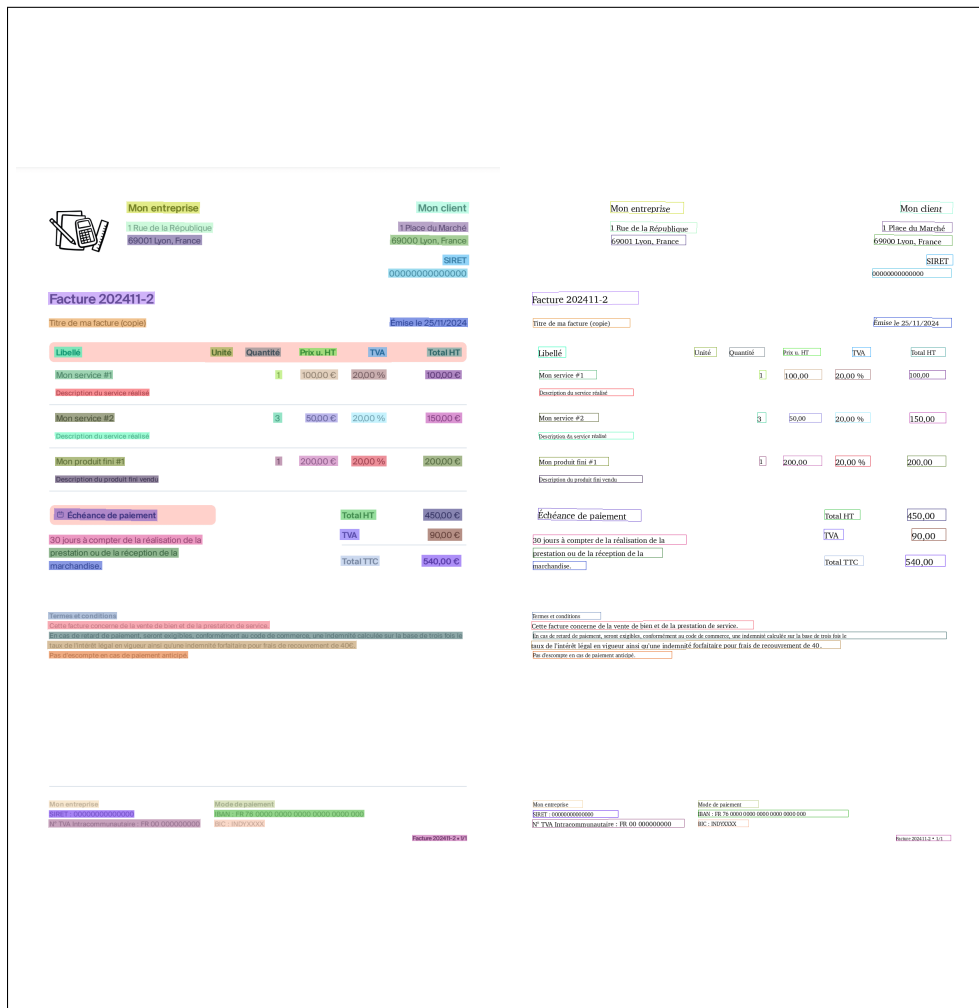 Mon entreprise
1 Rue de la République
69001 Lyon, France
Mon client
1 Place du Marché
69000 Lyon, France
SIRET
00000000000000
Facture 202411-2
Titre de ma facture (copie)
Émise le 25/11/2024
Libellé Unité Quantité Prix u. HT TVA Total HT
Mon service #1 1 100,00 € 20,00 % 100,00 €
Description du service réalisé
Mon service #2 3 50,00 € 20,00 % 150,00 €
Description du service réalisé
Mon produit fini #1 1 200,00 € 20,00 % 200,00 €
Description du produit fini vendu
Échéance de paiement
30 jours à compter de la réalisation de la
prestation ou de la réception de la
marchandise.
Total HT 450,00 €
TVA 90,00 €
Total TTC 540,00 €
Termes et conditions
Cette facture concerne de la vente de bien et de la prestation de service.
En cas de retard de paiement, seront exigibles, conformément au code de commerce, une indemnité calculée sur la base de trois fois le
taux de l'intérêt légal en vigueur ainsi qu'une indemnité forfaitaire pour frais de recouvrement de 40€.
Pas d'escompte en cas de paiement anticipé.
Mon entreprise
SIRET : 00000000000000
N° TVA Intracommunautaire : FR 00 000000000
Mode de paiement
IBAN : FR 76 0000 0000 0000 0000 0000 000
BIC : INDYXXXX
Facture 202411-2 • 1/1
Mon entreprise
1 Rue de la République
69001 Lyon, France
Mon client
1 Place du Marché
69000 Lyon, France
SIRET
00000000000000
Facture 202411-2
Titre de ma facture (copie)
Émise le 25/11/2024
Libellé Unité Quantité Prix u. HT TVA Total HT
Mon service #1 1 100,00 20,00 % 100,00
Description du service réalisé
Mon service #2 3 50,00 20,00 % 150,00
Description du service réalisé
Mon produit fini #1 1 200,00 20,00 % 200,00
Description du produit fini vendu
Échéance de paiement
30 jours à compter de la réalisation de la
prestation ou de la réception de la
marchandise.
Total HT 450,00
TVA 90,00
Total TTC 540,00
Termes et conditions
Cette facture concerne de la vente de bien et de la prestation de service.
En cas de retard de paiement, seront exigibles, conformément au code de commerce, une indemnité calculée sur la base de trois fois le
taux de l'intérêt légal en vigueur ainsi qu'une indemnité forfaitaire pour frais de recouvrement de 40 .
Pas d'escompte en cas de paiement anticipé.
Mon entreprise
SIRET : 00000000000000
N° TVA Intracommunautaire : FR 00 000000000
Mode de paiement
IBAN : FR 76 0000 0000 0000 0000 0000 000
BIC : INDYXXXX
Facture 202411-2 • 1/1